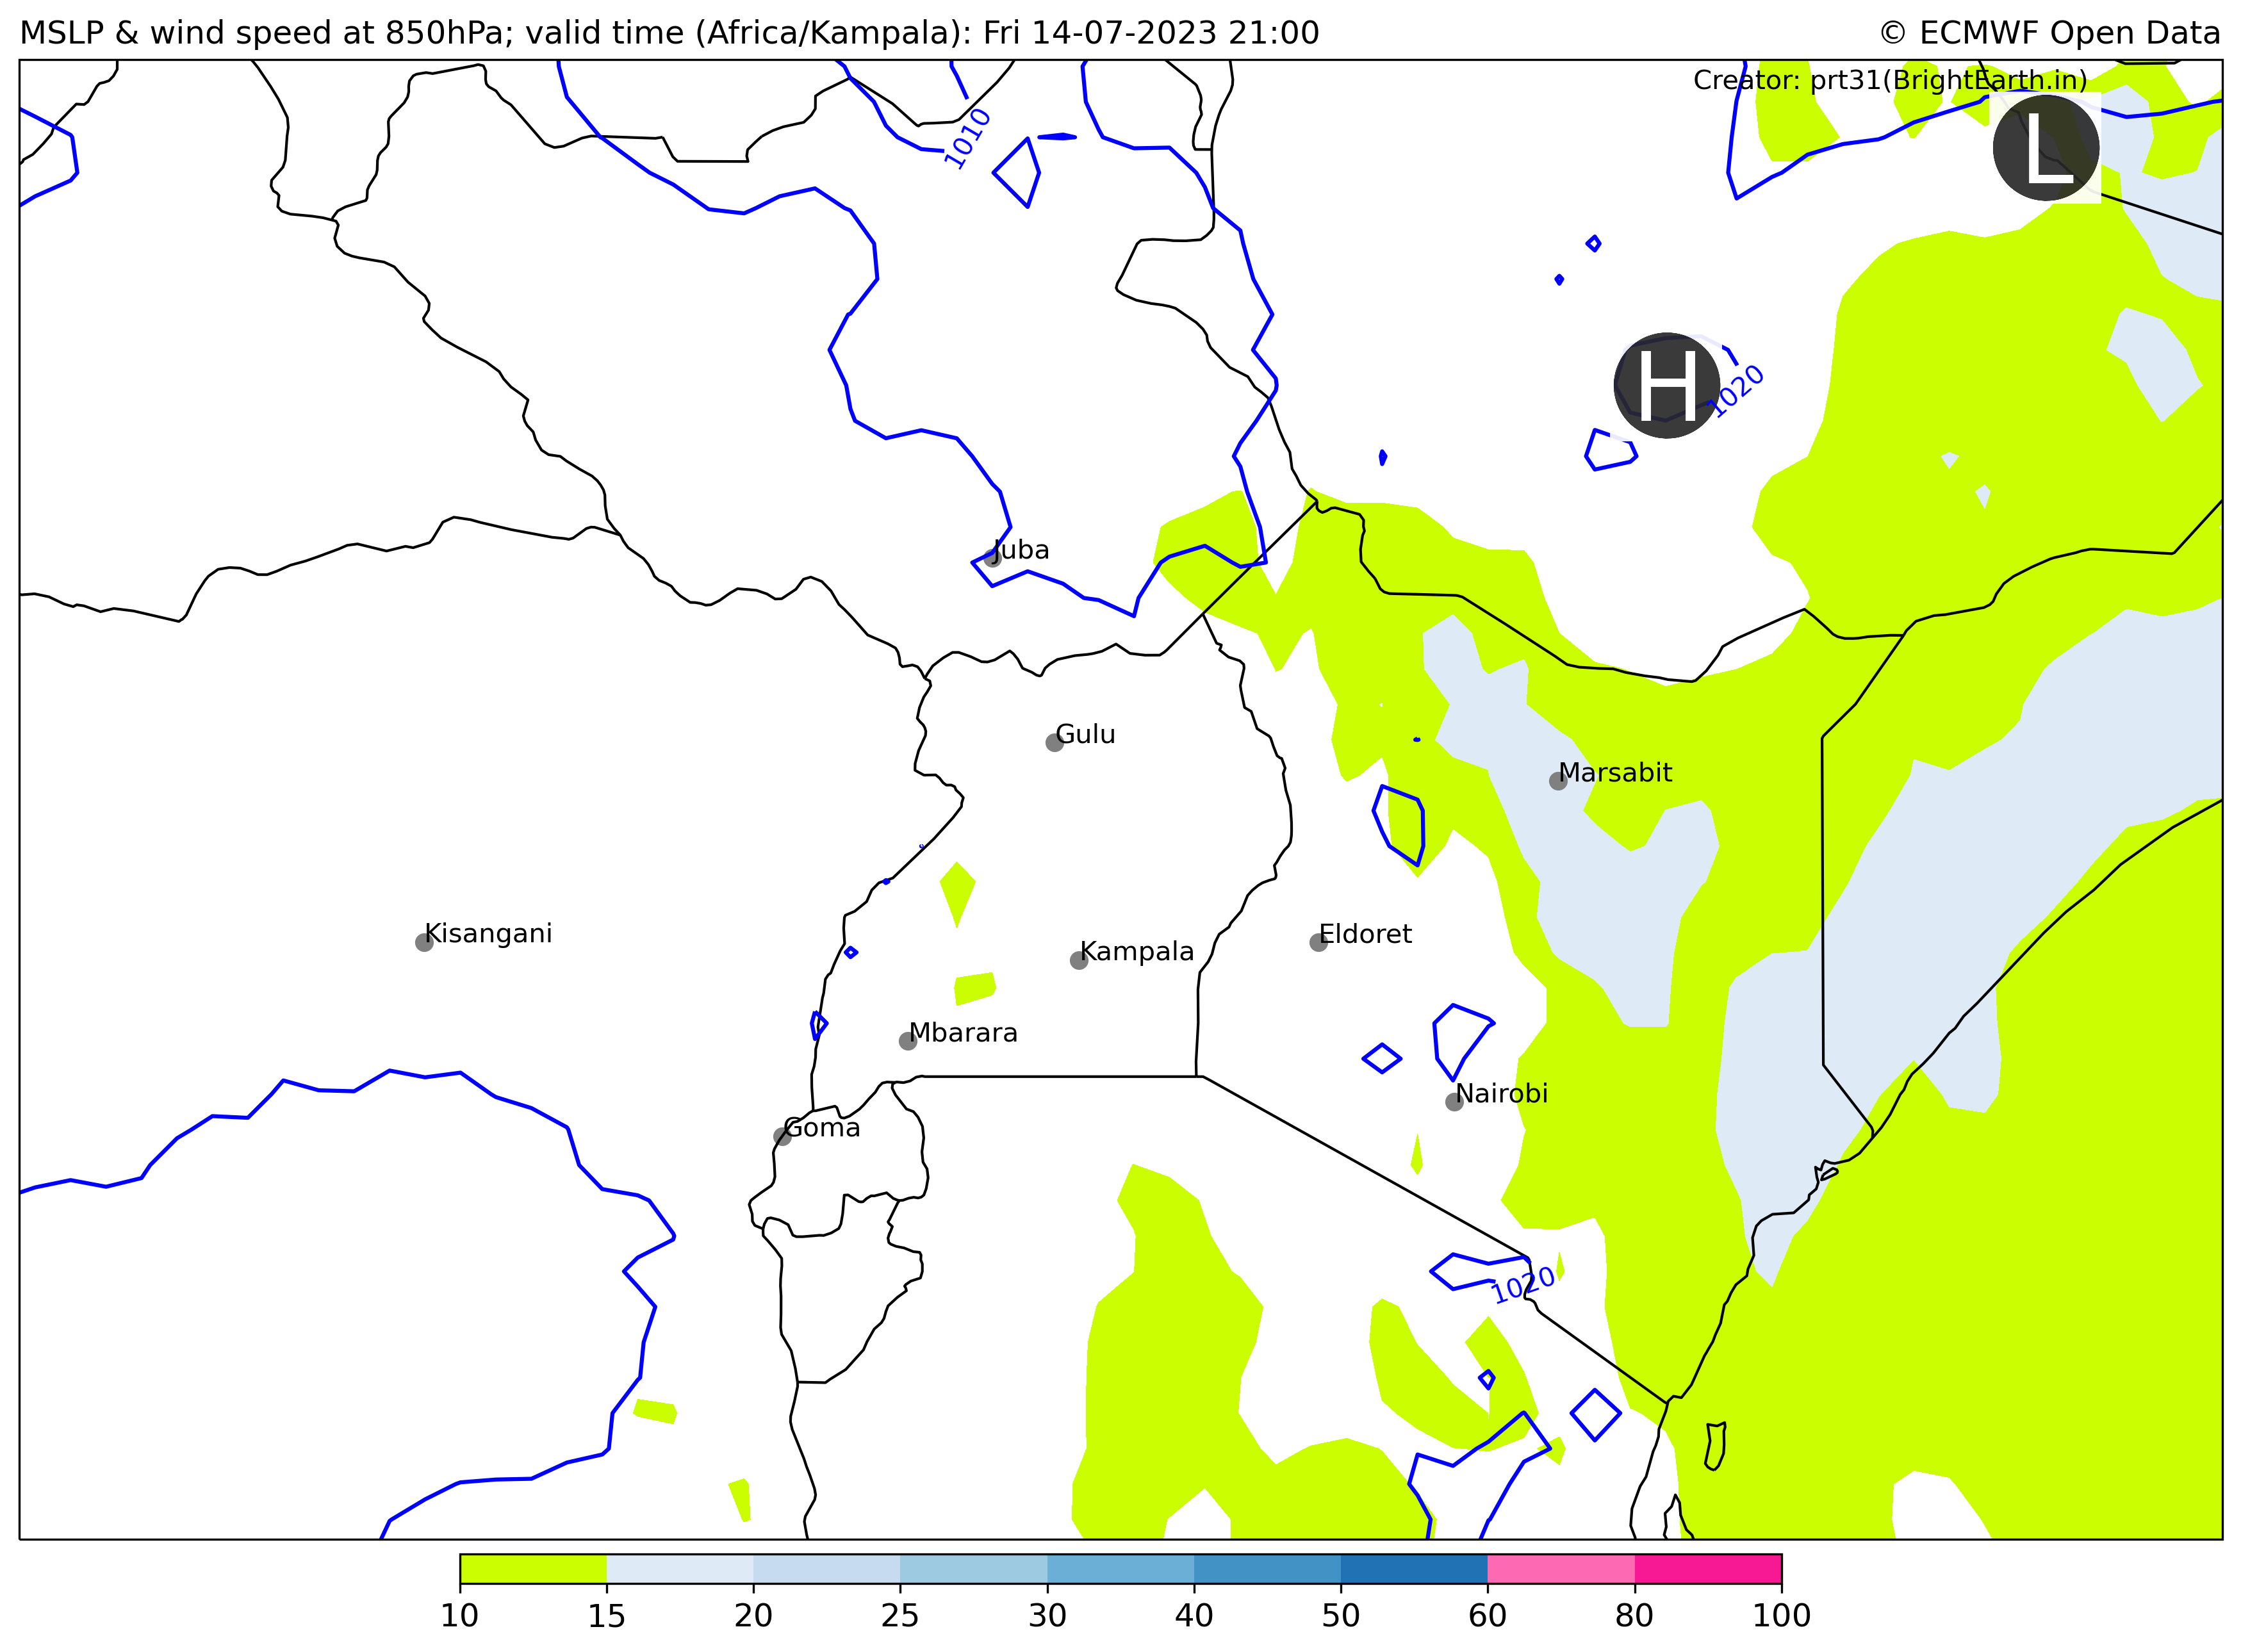 MSLP & wind speed at 850hPa; valid time (Africa/Kampala): Fri 14-07-2023 21:00
© ECMWF Open Data
Creator: prt31(BrightEarth.in)
L
1010
H
1020
Juba
Gulu
Marsabit
Kisangani
Eldoret
Kampala
Mbarara
Nairobi
Goma
1020
10 15 20 25 30 40 50 60 80 100